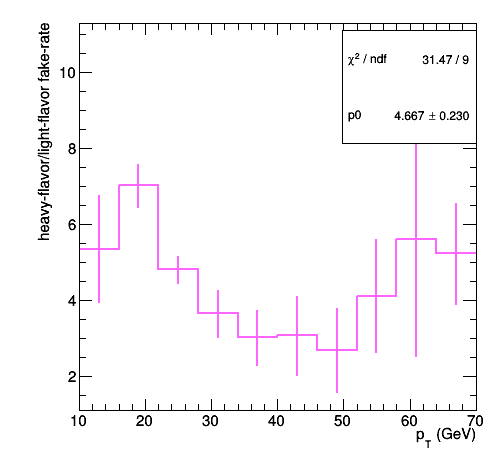 heavy-flavor/light-flavor fake-rate
χ² / ndf 31.47 / 9
p0 4.667 ± 0.230
10
8
6
4
2
10 20 30 40 50 60 70
p_T (GeV)